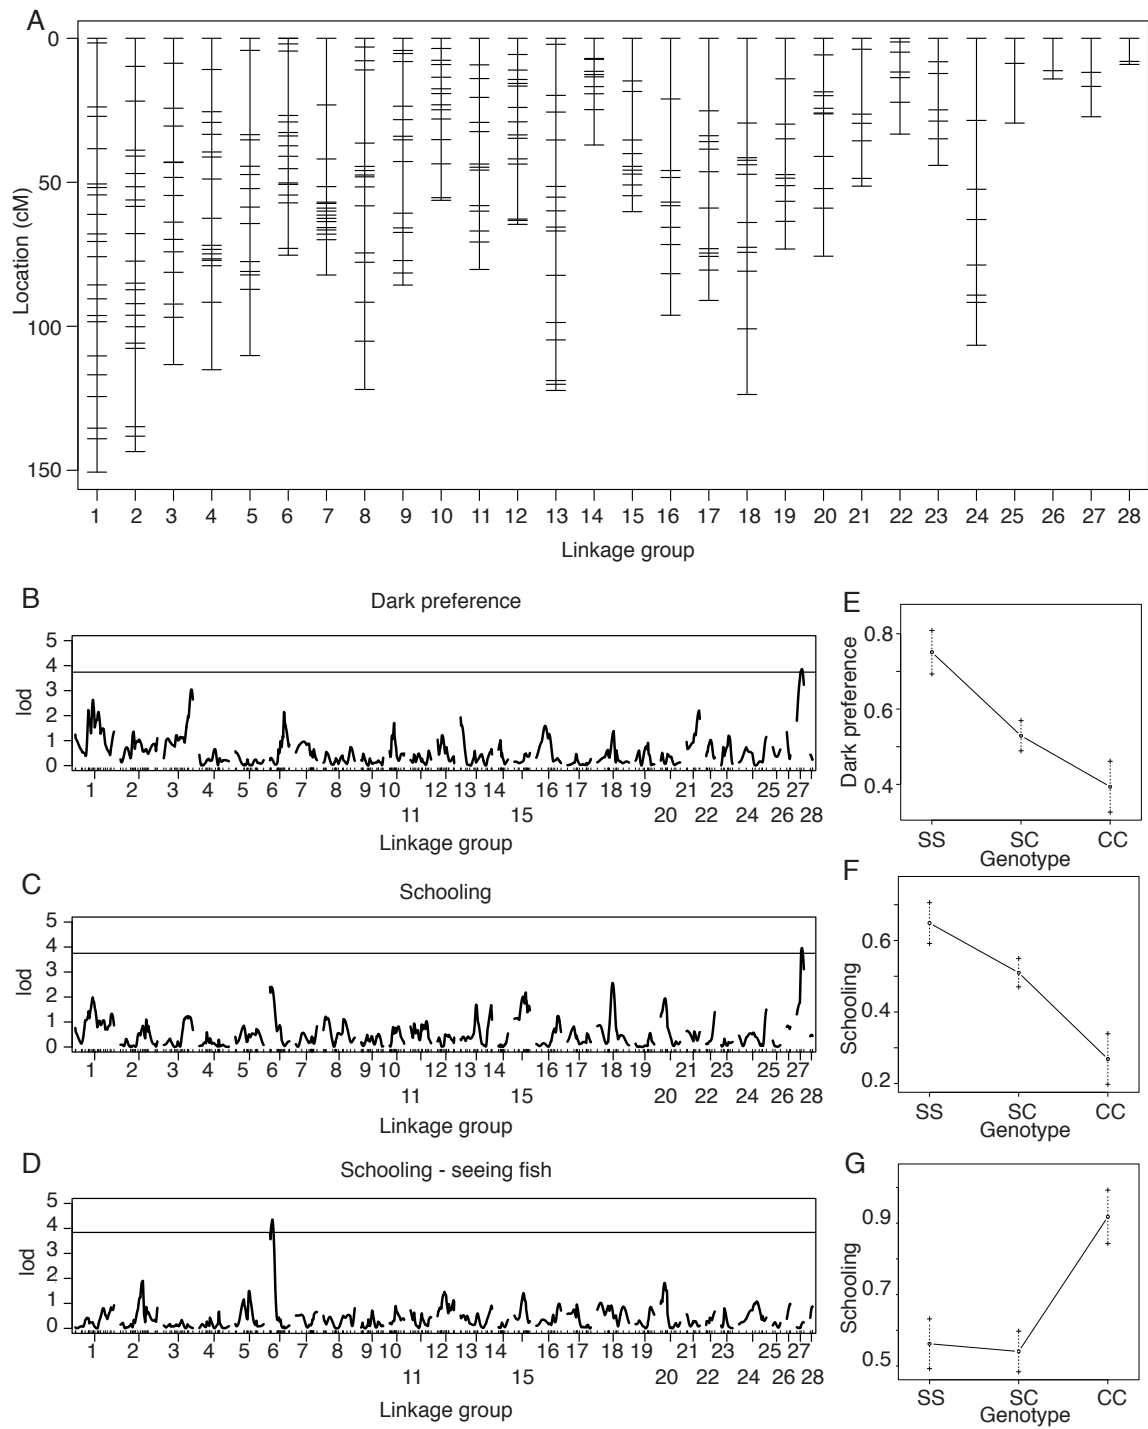 A
0
50
100
150
Location (cM)
1 2 3 4 5 6 7 8 9 10 11 12 13 14 15 16 17 18 19 20 21 22 23 24 25 26 27 28
Linkage group
B
Dark preference
5
4
3
2
1
0
lod
1 2 3 4 5 6 7 8 9 10 12 13 14 16 17 18 19 21 23 25 27
11 15 20 22 24 26 28
Linkage group
E
0.8
0.6
0.4
Dark preference
SS SC CC
Genotype
C
Schooling
5
4
3
2
1
0
lod
1 2 3 4 5 6 7 8 9 10 12 13 14 16 17 18 19 21 23 25 27
11 15 20 22 24 26 28
Linkage group
F
0.6
0.4
0.2
Schooling
SS SC CC
Genotype
D
Schooling - seeing fish
5
4
3
2
1
0
lod
1 2 3 4 5 6 7 8 9 10 12 13 14 16 17 18 19 21 23 25 27
11 15 20 22 24 26 28
Linkage group
G
0.9
0.7
0.5
Schooling
SS SC CC
Genotype